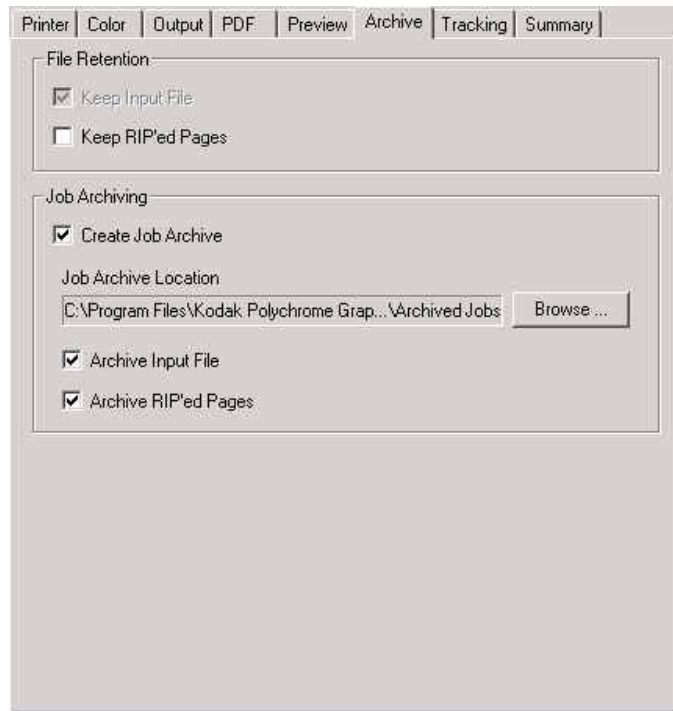 Printer Color Output PDF Preview Archive Tracking Summary
File Retention
Keep Input File
Keep RIP'ed Pages
Job Archiving
Create Job Archive
Job Archive Location
C:\Program Files\Kodak Polychrome Grap...\Archived Jobs Browse ...
Archive Input File
Archive RIP'ed Pages